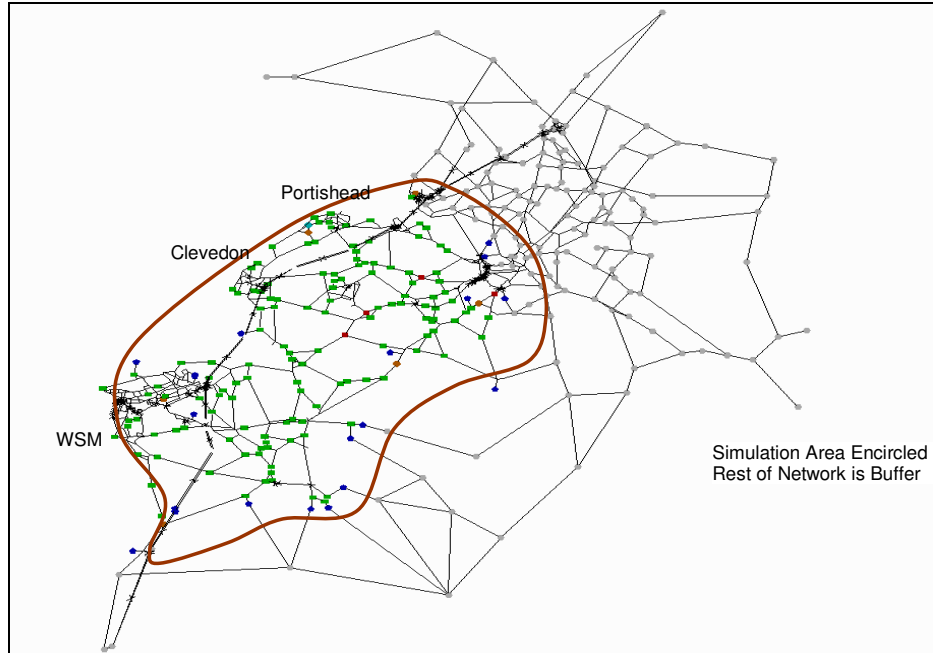 Portishead
Clevedon
WSM
Simulation Area Encircled
Rest of Network is Buffer